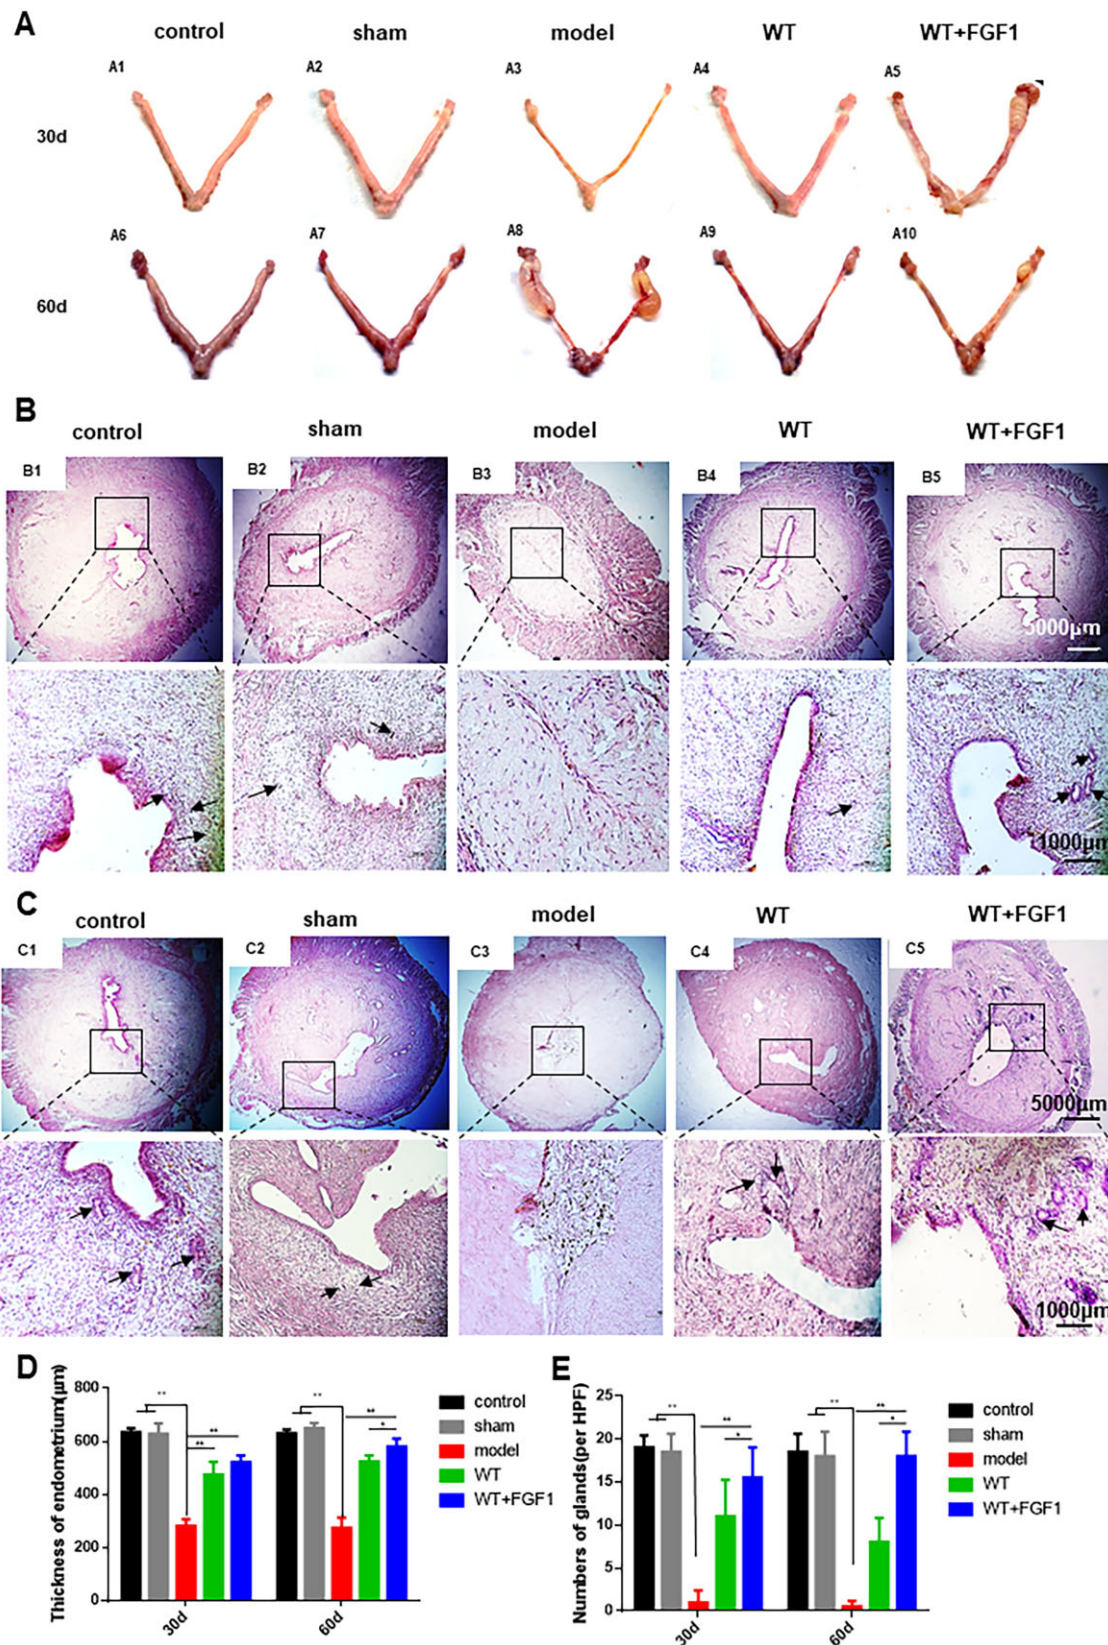 A
control sham model WT WT+FGF1
A1 A2 A3 A4 A5
30d
A6 A7 A8 A9 A10
60d
B
control sham model WT WT+FGF1
B1 B2 B3 B4 B5
5000μm
1000μm
C
control sham model WT WT+FGF1
C1 C2 C3 C4 C5
5000μm
1000μm
D
Thickness of endometrium(μm)
800
600
400
200
0
** ** ** ** ** *
30d 60d
control
sham
model
WT
WT+FGF1
E
Numbers of glands(per HPF)
25
20
15
10
5
0
** ** * ** ** *
30d 60d
control
sham
model
WT
WT+FGF1